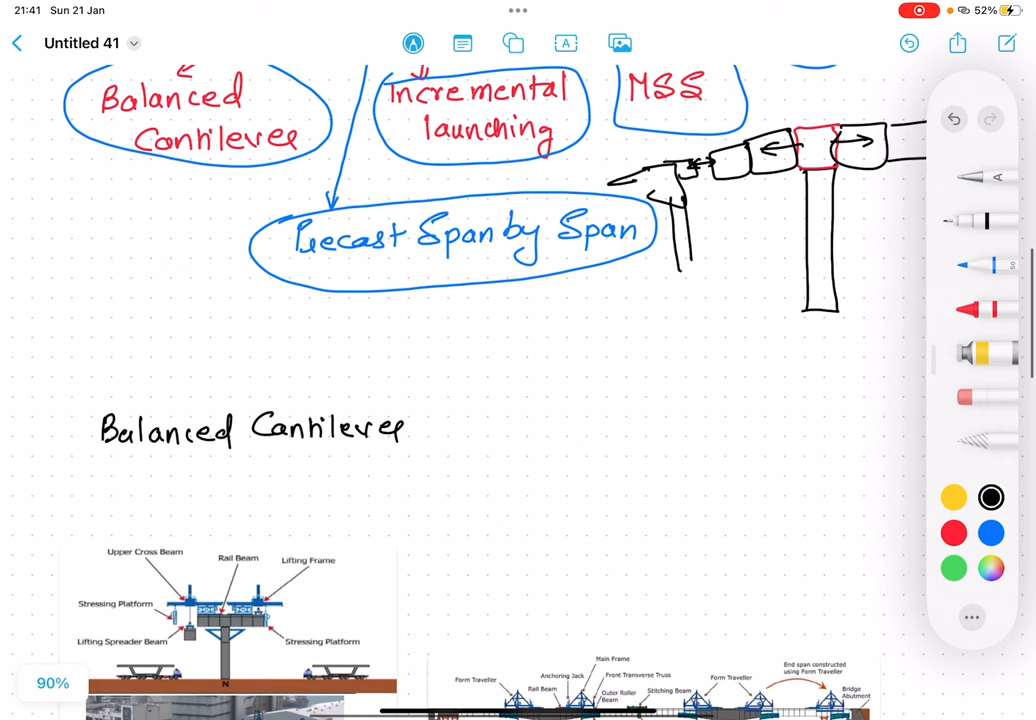 21:41 Sun 21 Jan
52%
Untitled 41
Balanced
Cantilever
Incremental
launching
MSS
Precast Span by Span
Balanced Cantilever
Upper Cross Beam
Rail Beam
Lifting Frame
Stressing Platform
Lifting Spreader Beam
Stressing Platform
N
90%
Main Frame
Anchoring Jack
Front Transverse Truss
Form Traveller
Rail Beam
Outer Roller
Beam
Stitching Beam
Form Traveller
End span constructed
using Form Traveller
Bridge
Abutment
A
A
50